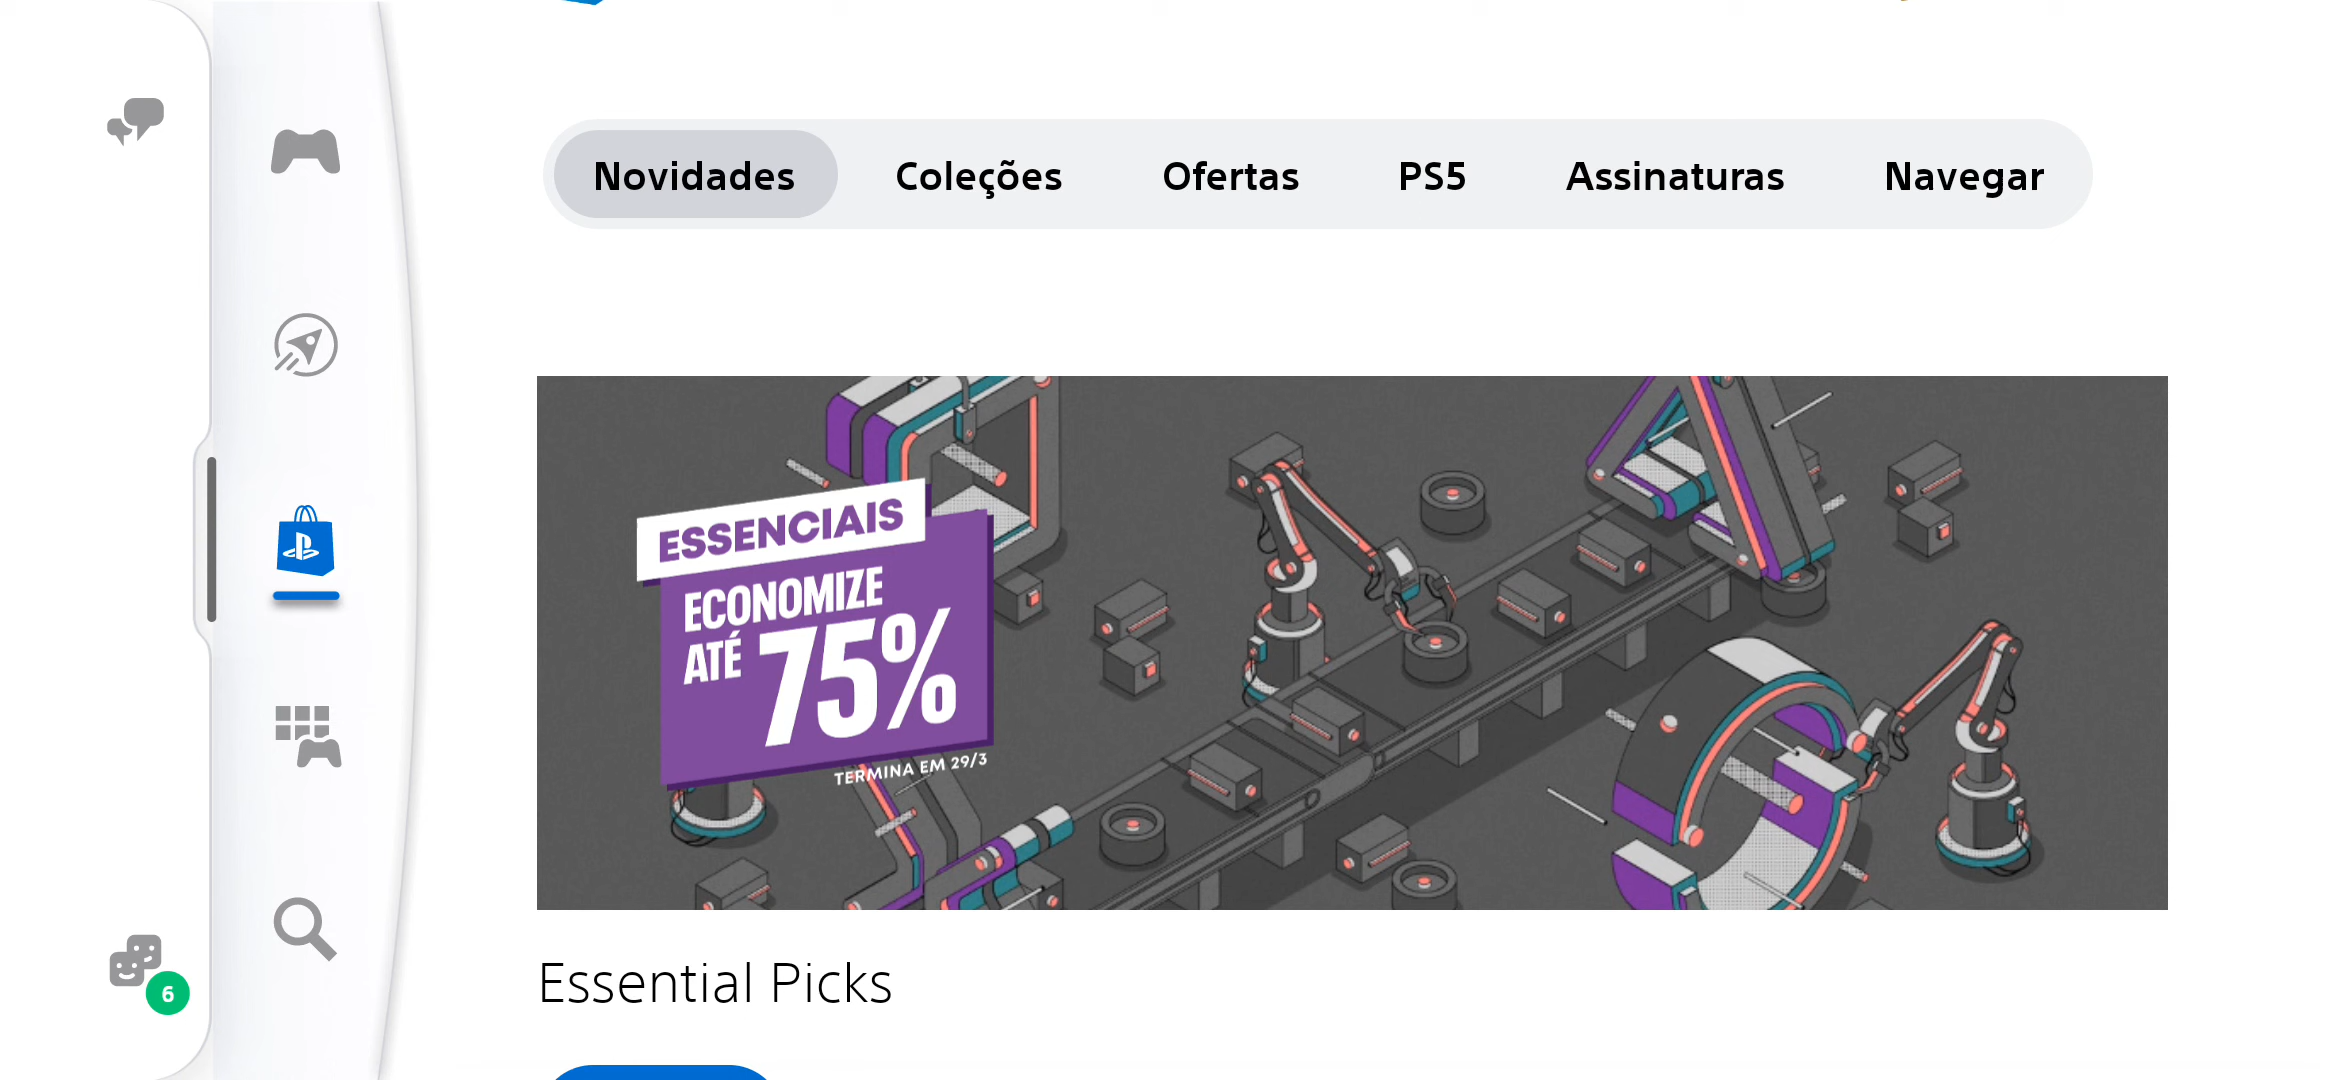 Novidades
Coleções
Ofertas
PS5
Assinaturas
Navegar
ESSENCIAIS
ECONOMIZE
ATÉ 75%
TERMINA EM 29/3
Essential Picks
6